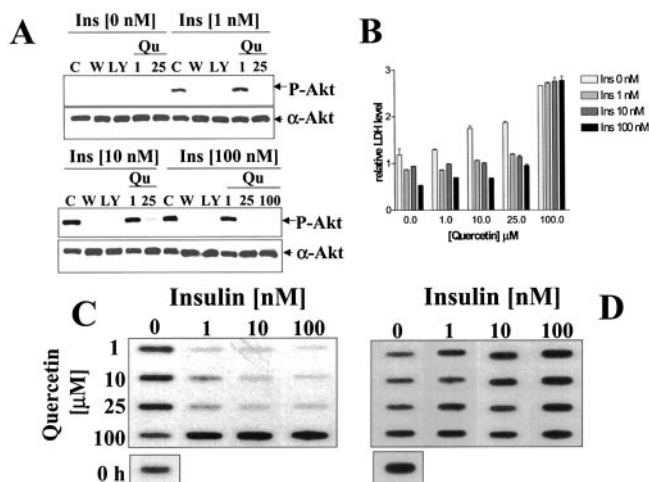 A
Ins [0 nM] Ins [1 nM]
Qu Qu
C W LY 1 25 C W LY 1 25
P-Akt
α-Akt
Ins [10 nM] Ins [100 nM]
Qu Qu
C W LY 1 25 C W LY 1 25 100
P-Akt
α-Akt
B
relative LDH level
3
2
1
0
0.0 1.0 10.0 25.0 100.0
[Quercetin] µM
Ins 0 nM
Ins 1 nM
Ins 10 nM
Ins 100 nM
C
Insulin [nM]
0 1 10 100
Quercetin
[µM]
1
10
25
100
0 h
D
Insulin [nM]
0 1 10 100